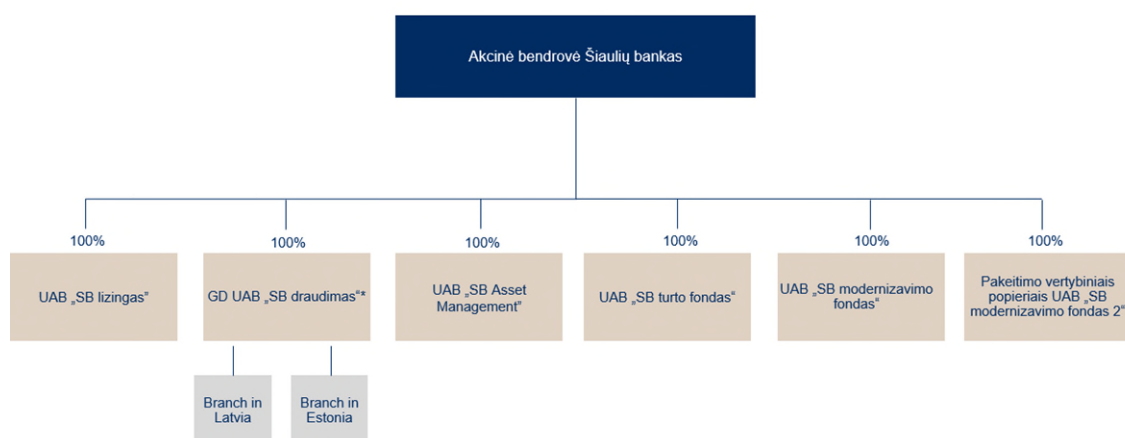 Akcinė bendrovė Šiaulių bankas
100%
100%
100%
100%
100%
100%
UAB „SB lizingas”
GD UAB „SB draudimas“*
UAB „SB Asset
Management”
UAB „SB turto fondas“
UAB „SB modernizavimo
fondas“
Pakeitimo vertybiniais
popieriais UAB „SB
modernizavimo fondas 2“
Branch in
Latvia
Branch in
Estonia